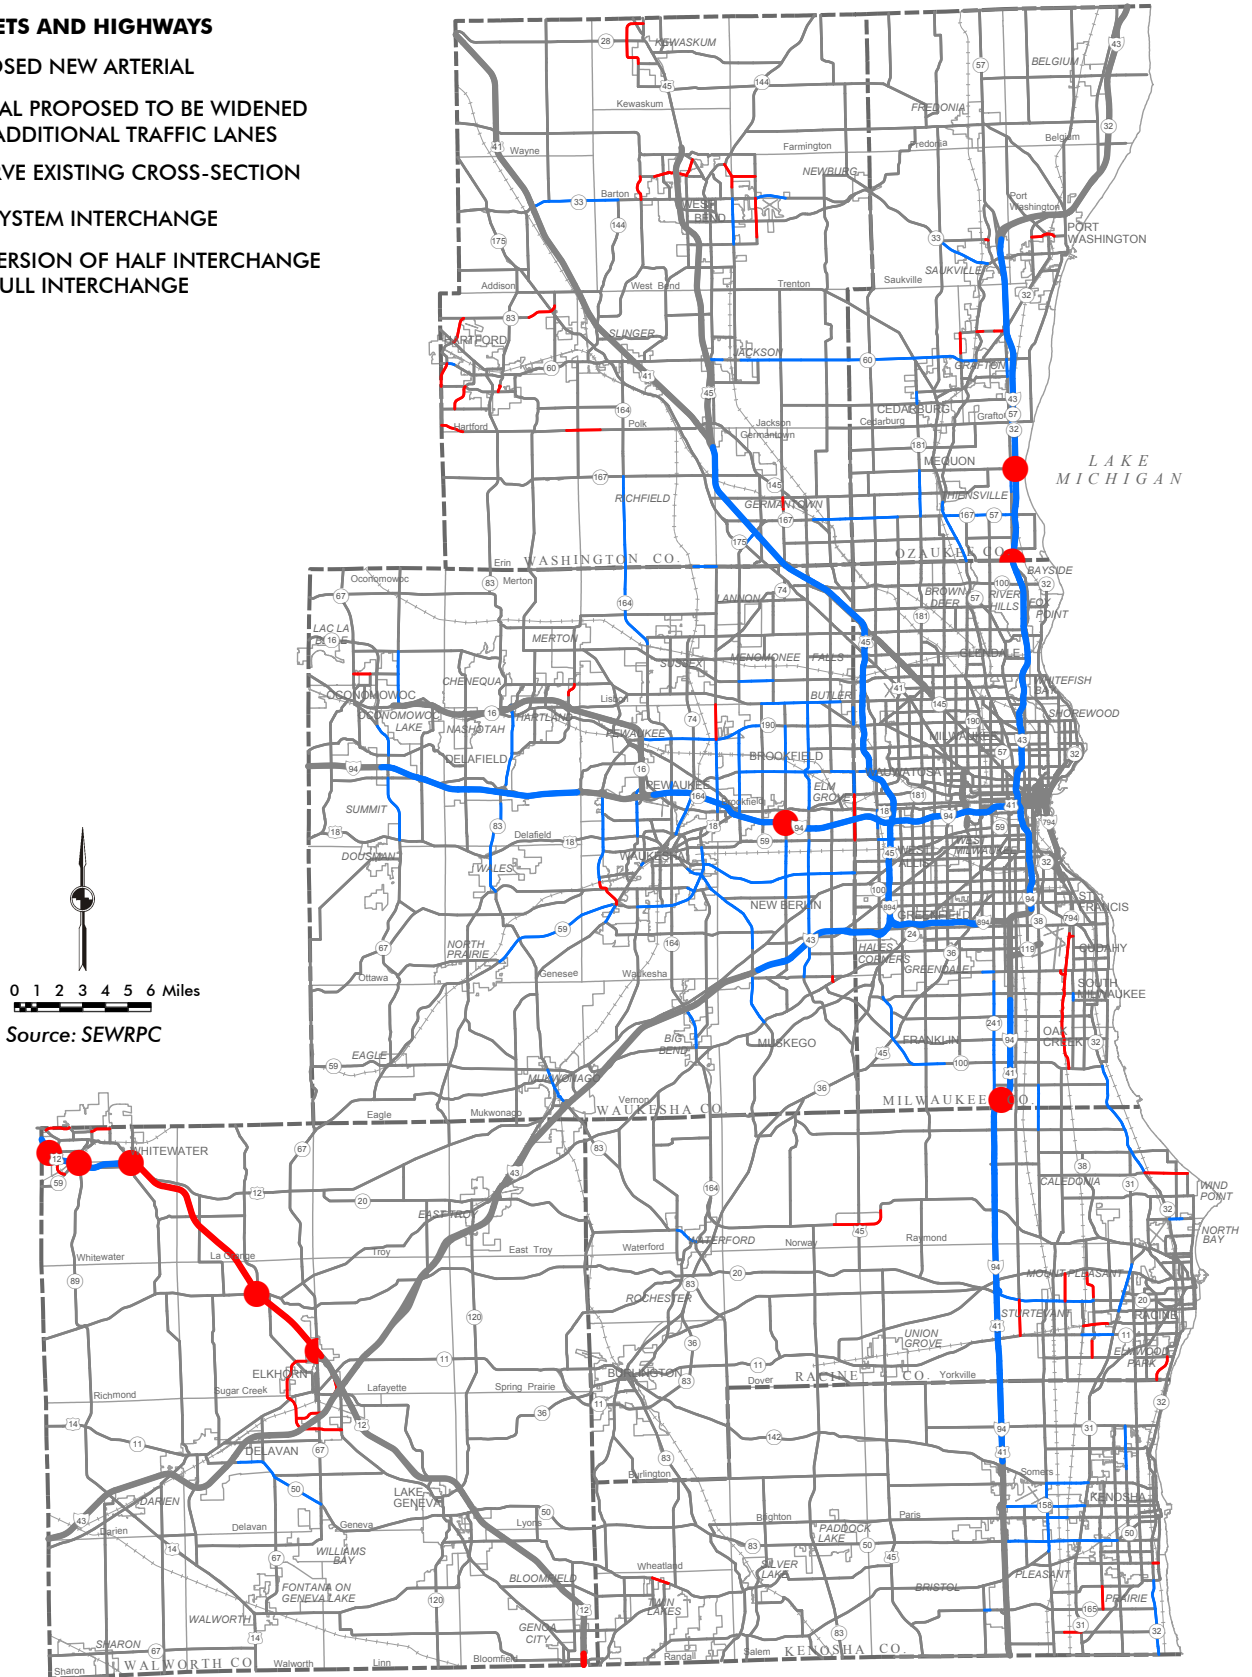 ETS AND HIGHWAYS
OSED NEW ARTERIAL
AL PROPOSED TO BE WIDENED
ADDITIONAL TRAFFIC LANES
RVE EXISTING CROSS-SECTION
YSTEM INTERCHANGE
ERSION OF HALF INTERCHANGE
ULL INTERCHANGE
0 1 2 3 4 5 6 Miles
Source: SEWRPC
LAKE
MICHIGAN
WASHINGTON CO.
OZAUKEE CO.
WAUKESHA CO.
MILWAUKEE CO.
RACINE CO.
KENOSHA CO.
WALWORTH CO.
KEWASKUM
Kewaskum
BELGIUM
Belgium
FREDONIA
Fredonia
Wayne
Farmington
NEWBURG
Barton
WEST
BEND
Port
Washington
PORT
WASHINGTON
SAUKVILLE
Saukville
Addison
West Bend
Trenton
HARTFORD
Hartford
SLINGER
JACKSON
Jackson
GRAFTON
CEDARBURG
Cedarburg
Polk
Germantown
GERMANTOWN
MEQUON
THIENSVILLE
RICHFIELD
Erin
Oconomowoc
Merton
LANNON
BAYSIDE
BROWN
DEER
RIVER
HILLS
FOX
POINT
LAC LA
BELLE
MERTON
SUSSEX
MENOMONEE FALLS
GLENDALE
WHITEFISH
BAY
CHENEQUA
OCONOMOWOC
OCONOMOWOC
LAKE
NASHOTAH
HARTLAND
Lisbon
BUTLER
SHOREWOOD
PEWAUKEE
MILWAUKEE
BROOKFIELD
DELAFIELD
WAUWATOSA
PEWAUKEE
Brookfield
ELM
GROVE
SUMMIT
Delafield
DOUSMAN
WALES
WAUKESHA
WEST
MILWAUKEE
WEST
ALLIS
NEW BERLIN
GREENFIELD
ST.
FRANCIS
NORTH
PRAIRIE
Ottawa
Genesee
Waukesha
HALES
CORNERS
GREENDALE
CUDAHY
SOUTH
MILWAUKEE
EAGLE
Eagle
BIG
BEND
MUSKEGO
FRANKLIN
OAK
CREEK
MUKWONAGO
Mukwonago
Vernon
WHITEWATER
Whitewater
La Grange
EAST TROY
Troy
East Troy
WATERFORD
Waterford
Norway
Raymond
CALEDONIA
WIND
POINT
NORTH
BAY
ROCHESTER
MOUNT PLEASANT
STURTEVANT
RACINE
UNION
GROVE
ELMWOOD
PARK
ELKHORN
BURLINGTON
Burlington
Dover
Yorkville
Richmond
Sugar Creek
Lafayette
Spring Prairie
DELAVAN
Delavan
DARIEN
Darien
LAKE
GENEVA
Geneva
Lyons
Somers
KENOSHA
Brighton
Paris
PADDOCK
LAKE
WILLIAMS
BAY
FONTANA ON
GENEVA LAKE
BLOOMFIELD
Bloomfield
Wheatland
SILVER
LAKE
TWIN
LAKES
BRISTOL
PLEASANT
PRAIRIE
WALWORTH
Walworth
SHARON
Sharon
Linn
GENOA
CITY
Randall
Salem